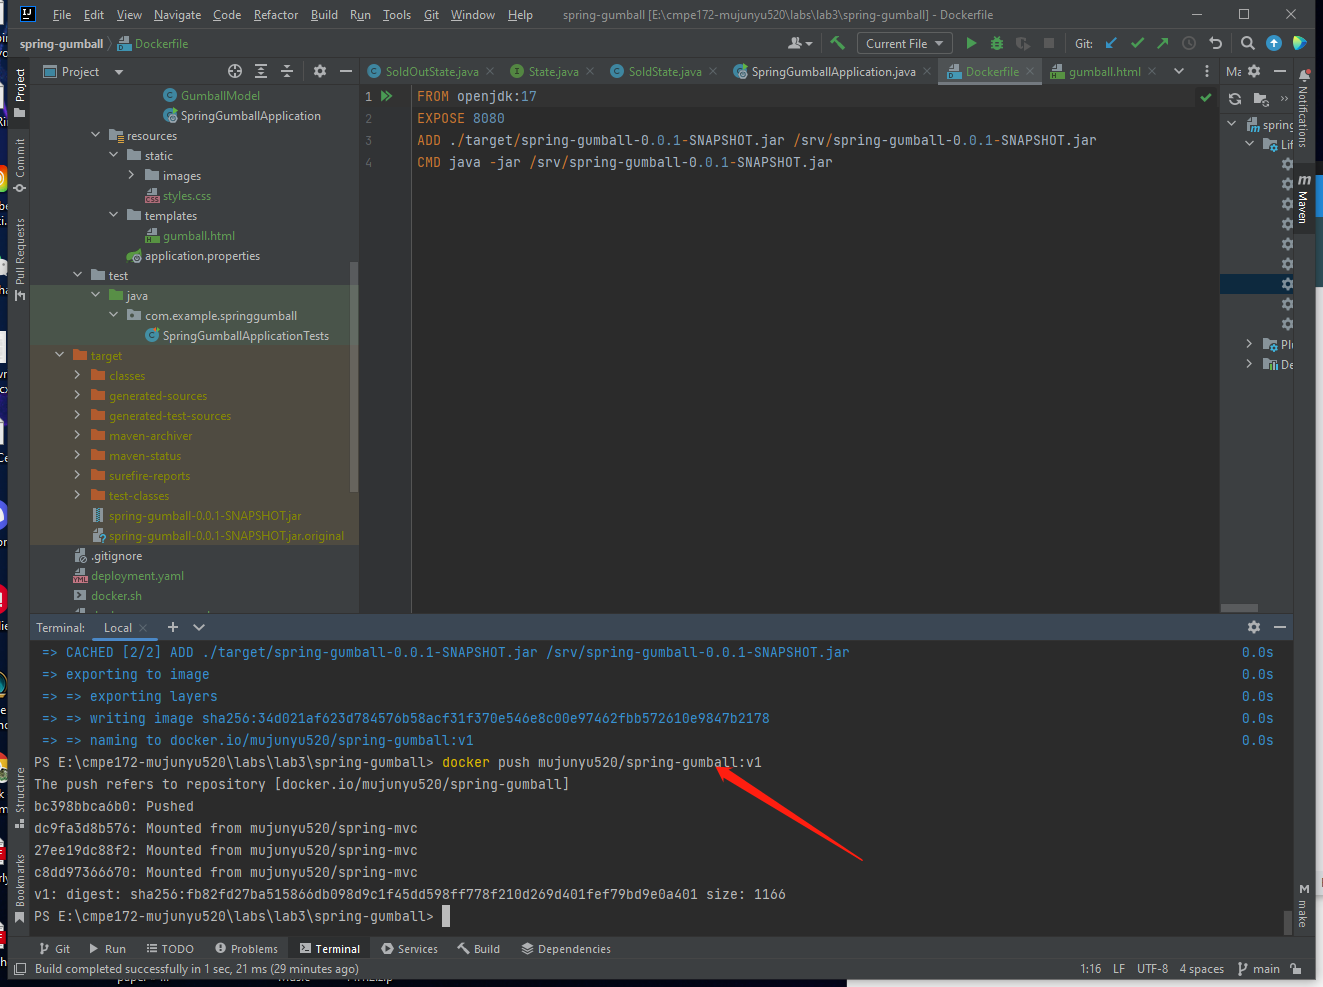 File Edit View Navigate Code Refactor Build Run Tools Git Window Help spring-gumball [E:\cmpe172-mujunyu520\labs\lab3\spring-gumball] - Dockerfile
spring-gumball Dockerfile
Current File
Git:
Project
SoldOutState.java State.java SoldState.java SpringGumballApplication.java Dockerfile gumball.html
Ma
GumballModel
SpringGumballApplication
resources
static
images
styles.css
templates
gumball.html
application.properties
test
java
com.example.springgumball
SpringGumballApplicationTests
target
classes
generated-sources
generated-test-sources
maven-archiver
maven-status
surefire-reports
test-classes
spring-gumball-0.0.1-SNAPSHOT.jar
spring-gumball-0.0.1-SNAPSHOT.jar.original
.gitignore
deployment.yaml
docker.sh
1 FROM openjdk:17
2 EXPOSE 8080
3 ADD ./target/spring-gumball-0.0.1-SNAPSHOT.jar /srv/spring-gumball-0.0.1-SNAPSHOT.jar
4 CMD java -jar /srv/spring-gumball-0.0.1-SNAPSHOT.jar
spring
Lif
Plu
De
Project
Commit
Pull Requests
Structure
Bookmarks
Notifications
Maven
make
Terminal: Local
=> CACHED [2/2] ADD ./target/spring-gumball-0.0.1-SNAPSHOT.jar /srv/spring-gumball-0.0.1-SNAPSHOT.jar 0.0s
=> exporting to image 0.0s
=> => exporting layers 0.0s
=> => writing image sha256:34d021af623d784576b58acf31f370e546e8c00e97462fbb572610e9847b2178 0.0s
=> => naming to docker.io/mujunyu520/spring-gumball:v1 0.0s
PS E:\cmpe172-mujunyu520\labs\lab3\spring-gumball> docker push mujunyu520/spring-gumball:v1
The push refers to repository [docker.io/mujunyu520/spring-gumball]
bc398bbca6b0: Pushed
dc9fa3d8b576: Mounted from mujunyu520/spring-mvc
27ee19dc88f2: Mounted from mujunyu520/spring-mvc
c8dd97366670: Mounted from mujunyu520/spring-mvc
v1: digest: sha256:fb82fd27ba515866db098d9c1f45dd598ff778f210d269d401fef79bd9e0a401 size: 1166
PS E:\cmpe172-mujunyu520\labs\lab3\spring-gumball>
Git Run TODO Problems Terminal Services Build Dependencies
Build completed successfully in 1 sec, 21 ms (29 minutes ago) 1:16 LF UTF-8 4 spaces main